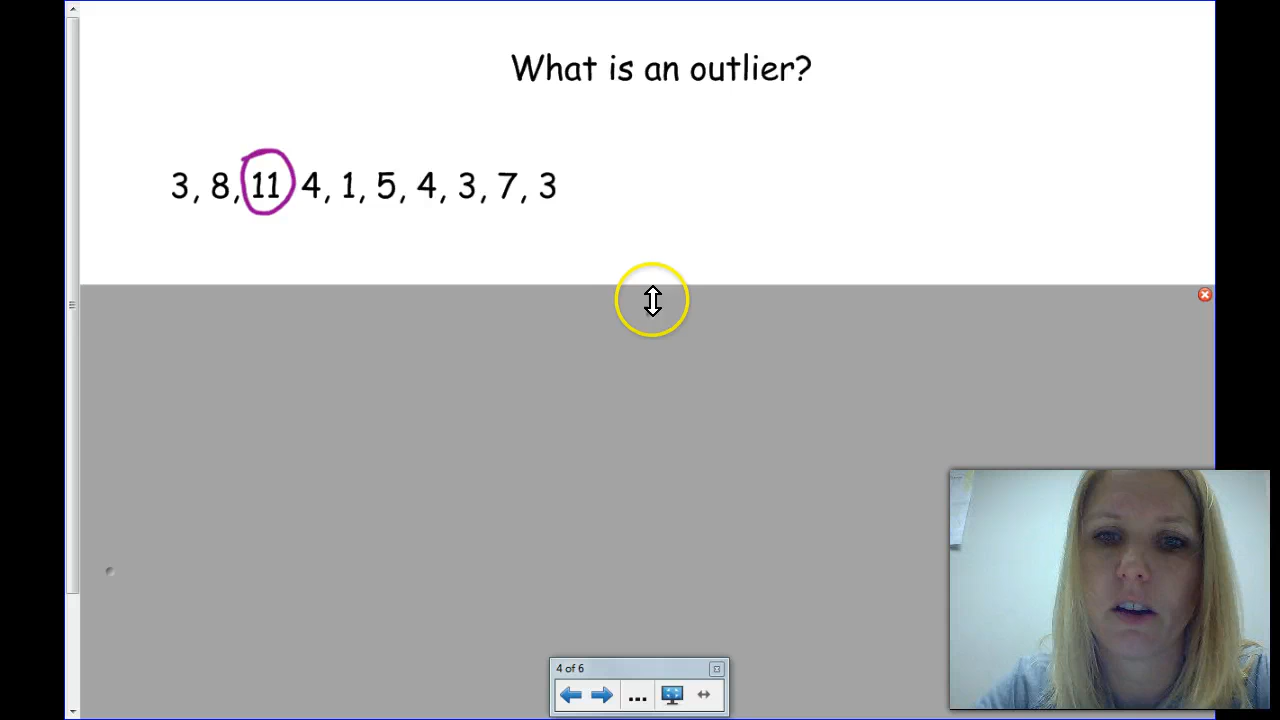 What is an outlier?
3, 8, 11 4, 1, 5, 4, 3, 7, 3
4 of 6
...